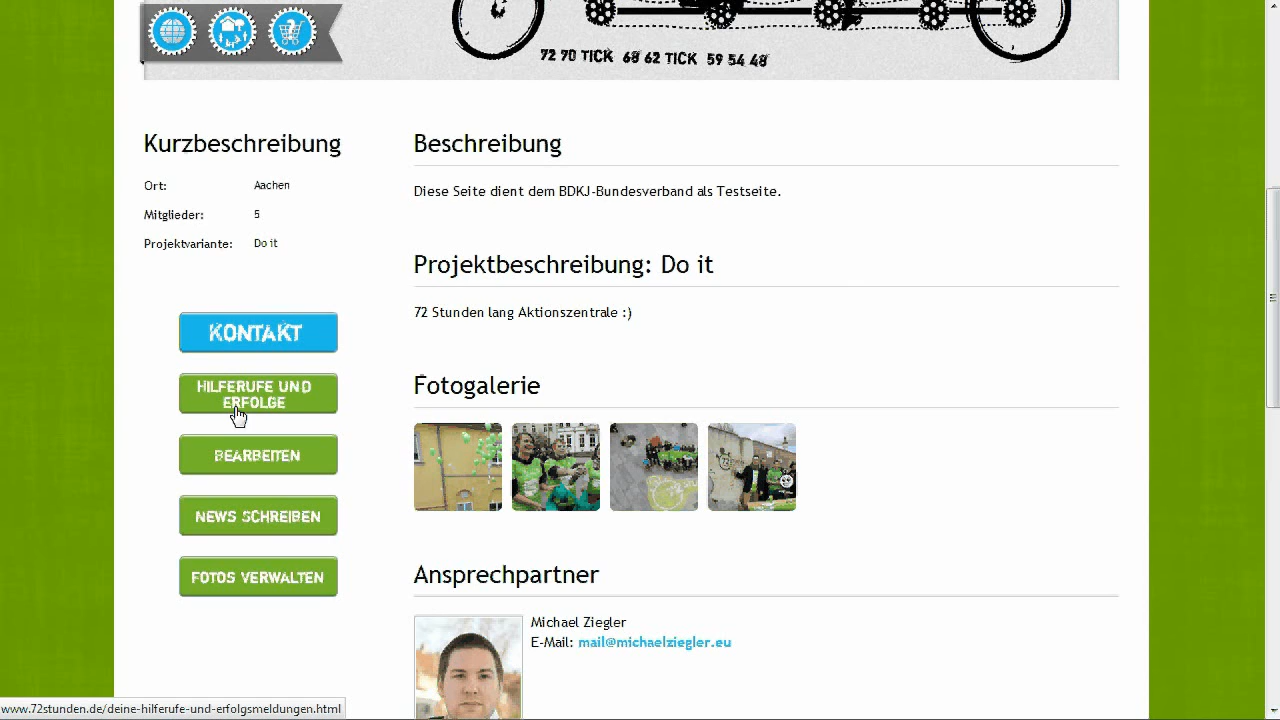 72 70 TICK 68 62 TICK 59 54 48
Kurzbeschreibung
Ort: Aachen
Mitglieder: 5
Projektvariante: Do it
KONTAKT
HILFERUFE UND
ERFOLGE
BEARBEITEN
NEWS SCHREIBEN
FOTOS VERWALTEN
Beschreibung
Diese Seite dient dem BDKJ-Bundesverband als Testseite.
Projektbeschreibung: Do it
72 Stunden lang Aktionszentrale :)
Fotogalerie
Ansprechpartner
Michael Ziegler
E-Mail: mail@michaelziegler.eu
www.72stunden.de/deine-hilferufe-und-erfolgsmeldungen.html